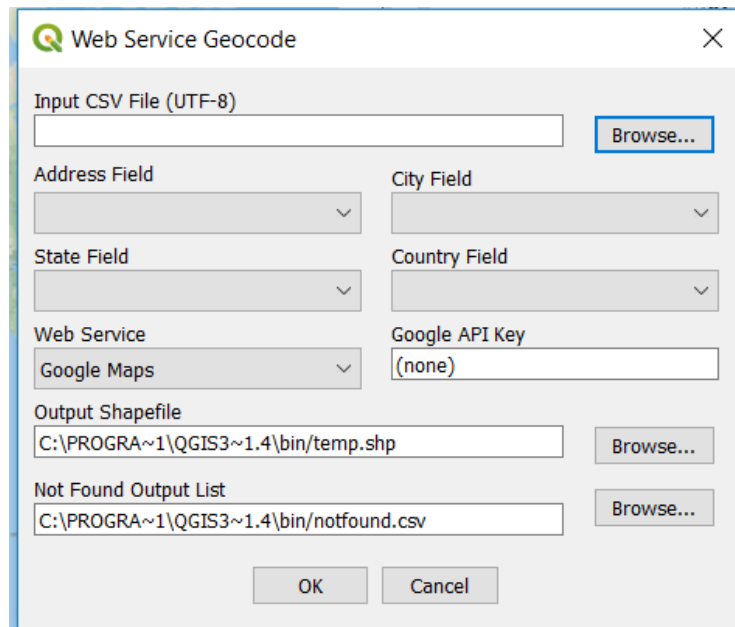 Web Service Geocode
Input CSV File (UTF-8)
Browse...
Address Field
City Field
State Field
Country Field
Web Service
Google API Key
Google Maps
(none)
Output Shapefile
C:\PROGRA~1\QGIS3~1.4\bin/temp.shp
Browse...
Not Found Output List
C:\PROGRA~1\QGIS3~1.4\bin/notfound.csv
Browse...
OK
Cancel